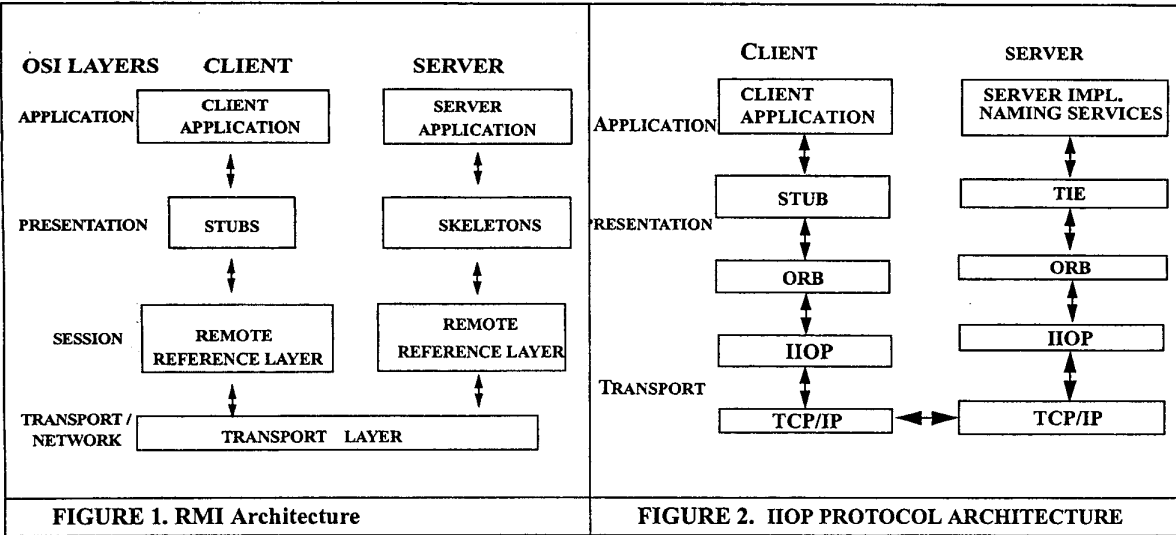 OSI LAYERS CLIENT SERVER
APPLICATION
CLIENT
APPLICATION
SERVER
APPLICATION
PRESENTATION
STUBS
SKELETONS
SESSION
REMOTE
REFERENCE LAYER
REMOTE
REFERENCE LAYER
TRANSPORT /
NETWORK
TRANSPORT LAYER
FIGURE 1. RMI Architecture
CLIENT SERVER
APPLICATION
CLIENT
APPLICATION
SERVER IMPL.
NAMING SERVICES
PRESENTATION
STUB
TIE
ORB
ORB
IIOP
IIOP
TRANSPORT
TCP/IP
TCP/IP
FIGURE 2. IIOP PROTOCOL ARCHITECTURE